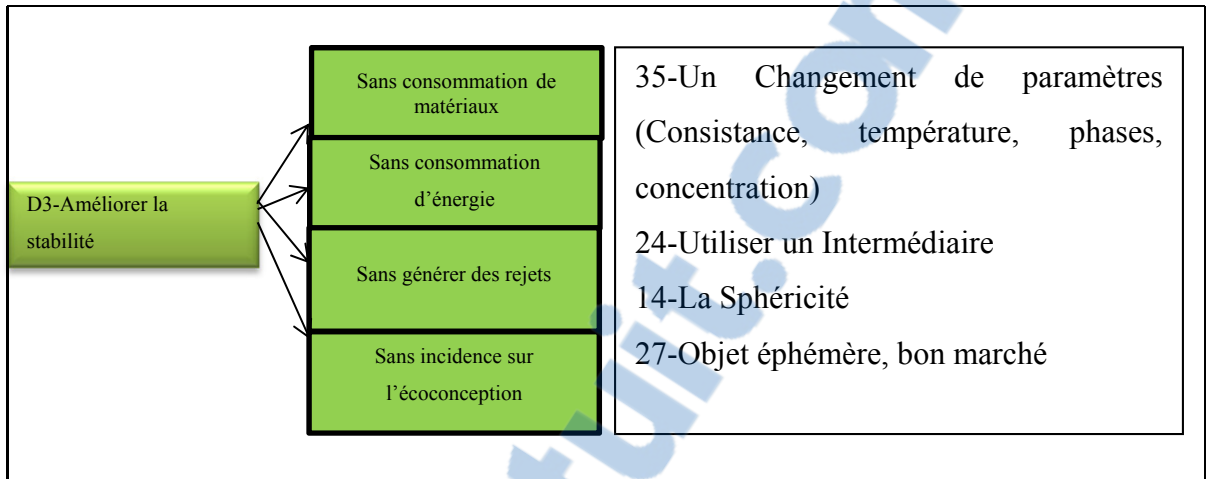 D3-Améliorer la
stabilité
Sans consommation de
matériaux
Sans consommation
d’énergie
Sans générer des rejets
Sans incidence sur
l’écoconception
35-Un Changement de paramètres
(Consistance, température, phases,
concentration)
24-Utiliser un Intermédiaire
14-La Sphéricité
27-Objet éphémère, bon marché